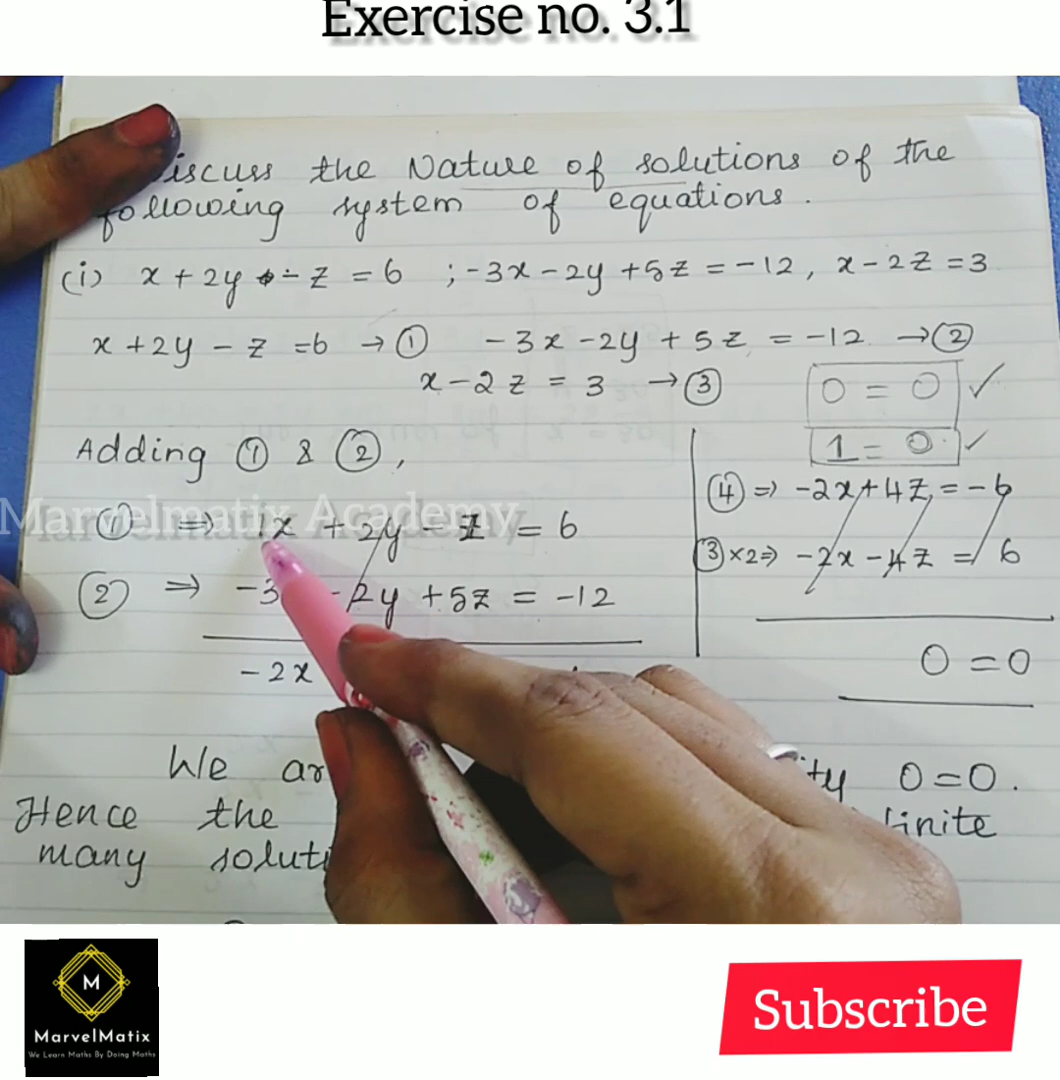 Exercise no. 3.1
iscuss the Nature of solutions of the
following system of equations.
(i) x + 2y - z = 6 ; -3x - 2y + 5z = -12, x - 2z = 3
x + 2y - z = 6 → ① -3x - 2y + 5z = -12 → ②
x - 2z = 3 → ③
0 = 0 ✓
1 = 0 ✓
Adding ① & ②,
① ⇒ 1x + 2y - z = 6
② ⇒ -3 - 2y + 5z = -12
-2x
④ ⇒ -2x + 4z = -6
③ ×2 ⇒ -2x - 4z = 6
0 = 0
We ar ity 0 = 0.
Hence the finite
many soluti
Marvelmatix Academy
M
MarvelMatix
We Learn Maths By Doing Maths
Subscribe